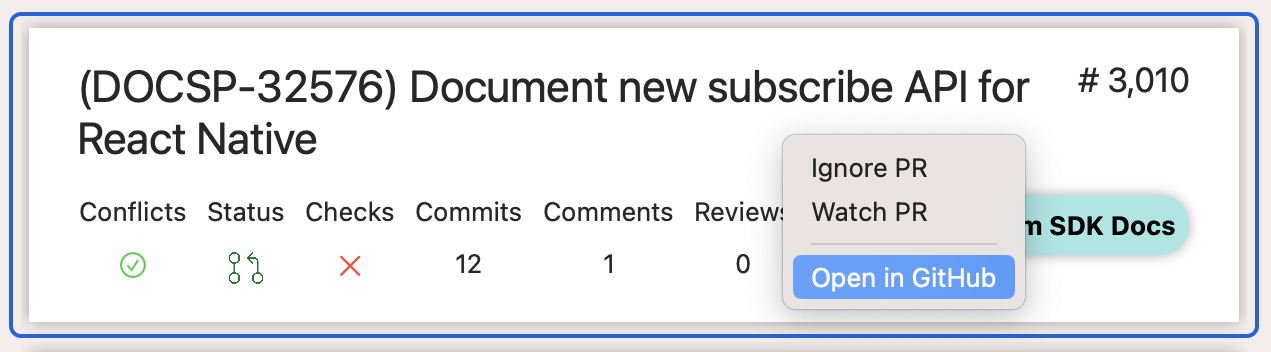 (DOCSP-32576) Document new subscribe API for
React Native
# 3,010
Conflicts Status Checks Commits Comments Reviews
12 1 0
Ignore PR
Watch PR
Open in GitHub
SDK Docs